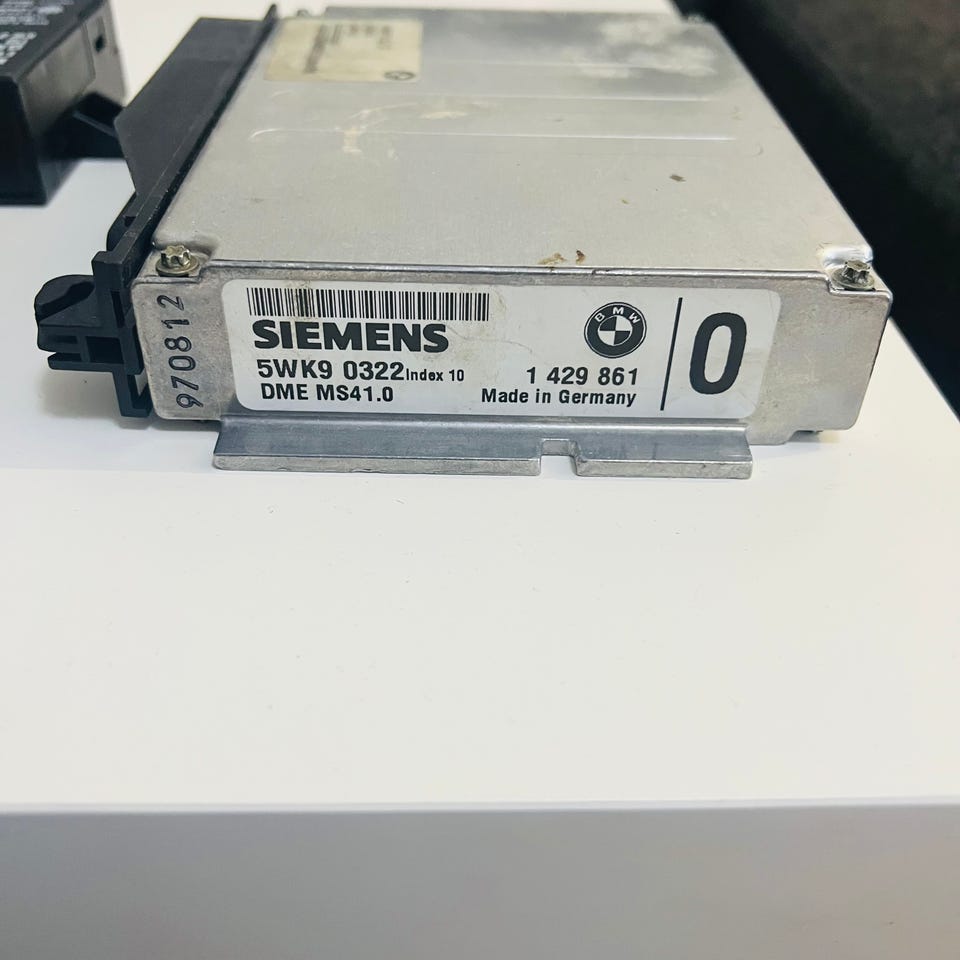 970812
SIEMENS
BMW
5WK9 0322 Index 10
1 429 861
DME MS41.0
Made in Germany
0